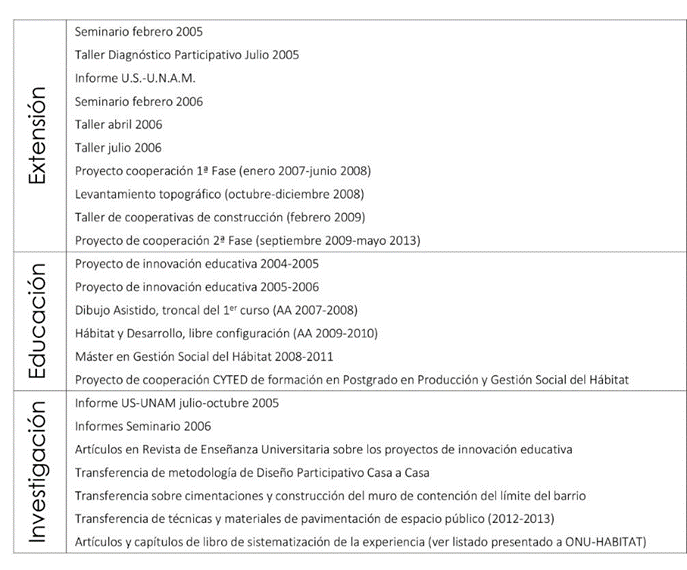 Extensión
Seminario febrero 2005
Taller Diagnóstico Participativo Julio 2005
Informe U.S.-U.N.A.M.
Seminario febrero 2006
Taller abril 2006
Taller julio 2006
Proyecto cooperación 1ª Fase (enero 2007-junio 2008)
Levantamiento topográfico (octubre-diciembre 2008)
Taller de cooperativas de construcción (febrero 2009)
Proyecto de cooperación 2ª Fase (septiembre 2009-mayo 2013)
Educación
Proyecto de innovación educativa 2004-2005
Proyecto de innovación educativa 2005-2006
Dibujo Asistido, troncal del 1er curso (AA 2007-2008)
Hábitat y Desarrollo, libre configuración (AA 2009-2010)
Máster en Gestión Social del Hábitat 2008-2011
Proyecto de cooperación CYTED de formación en Postgrado en Producción y Gestión Social del Hábitat
Investigación
Informe US-UNAM julio-octubre 2005
Informes Seminario 2006
Artículos en Revista de Enseñanza Universitaria sobre los proyectos de innovación educativa
Transferencia de metodología de Diseño Participativo Casa a Casa
Transferencia sobre cimentaciones y construcción del muro de contención del límite del barrio
Transferencia de técnicas y materiales de pavimentación de espacio público (2012-2013)
Artículos y capítulos de libro de sistematización de la experiencia (ver listado presentado a ONU-HABITAT)